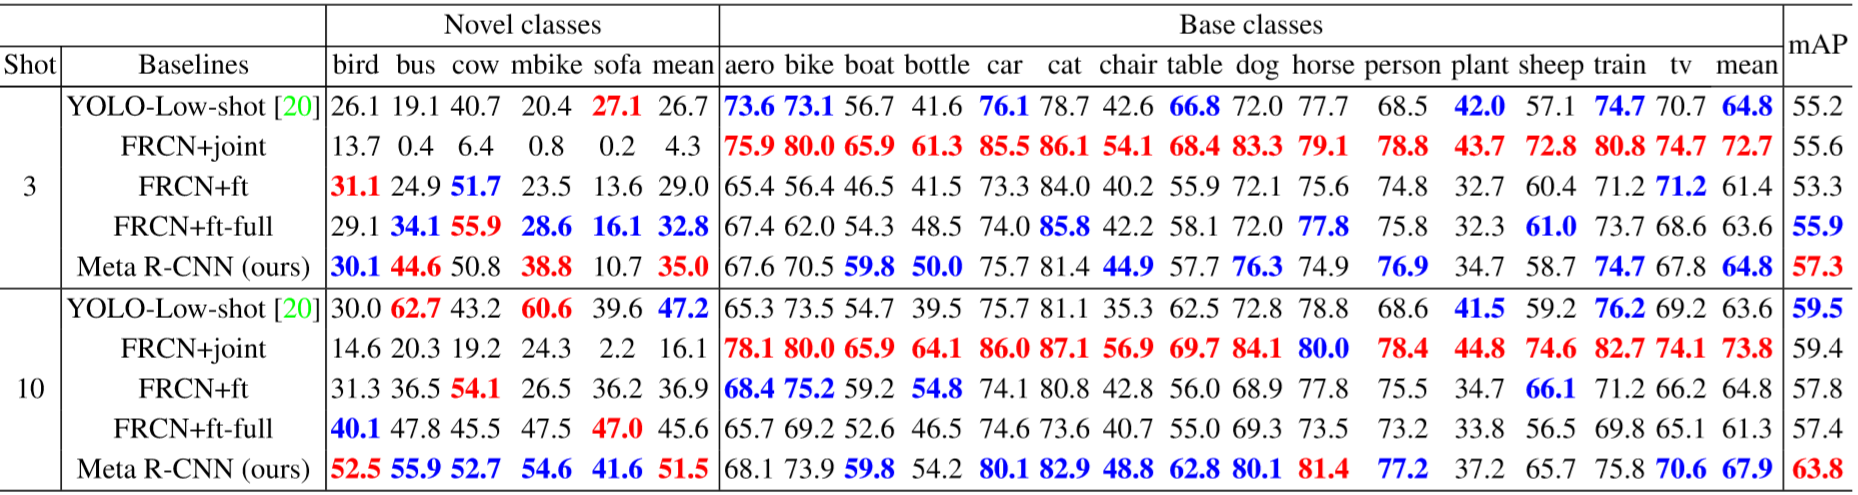 Novel classes Base classes mAP
Shot Baselines bird bus cow mbike sofa mean aero bike boat bottle car cat chair table dog horse person plant sheep train tv mean
YOLO-Low-shot [20] 26.1 19.1 40.7 20.4 27.1 26.7 73.6 73.1 56.7 41.6 76.1 78.7 42.6 66.8 72.0 77.7 68.5 42.0 57.1 74.7 70.7 64.8 55.2
FRCN+joint 13.7 0.4 6.4 0.8 0.2 4.3 75.9 80.0 65.9 61.3 85.5 86.1 54.1 68.4 83.3 79.1 78.8 43.7 72.8 80.8 74.7 72.7 55.6
3 FRCN+ft 31.1 24.9 51.7 23.5 13.6 29.0 65.4 56.4 46.5 41.5 73.3 84.0 40.2 55.9 72.1 75.6 74.8 32.7 60.4 71.2 71.2 61.4 53.3
FRCN+ft-full 29.1 34.1 55.9 28.6 16.1 32.8 67.4 62.0 54.3 48.5 74.0 85.8 42.2 58.1 72.0 77.8 75.8 32.3 61.0 73.7 68.6 63.6 55.9
Meta R-CNN (ours) 30.1 44.6 50.8 38.8 10.7 35.0 67.6 70.5 59.8 50.0 75.7 81.4 44.9 57.7 76.3 74.9 76.9 34.7 58.7 74.7 67.8 64.8 57.3
YOLO-Low-shot [20] 30.0 62.7 43.2 60.6 39.6 47.2 65.3 73.5 54.7 39.5 75.7 81.1 35.3 62.5 72.8 78.8 68.6 41.5 59.2 76.2 69.2 63.6 59.5
FRCN+joint 14.6 20.3 19.2 24.3 2.2 16.1 78.1 80.0 65.9 64.1 86.0 87.1 56.9 69.7 84.1 80.0 78.4 44.8 74.6 82.7 74.1 73.8 59.4
10 FRCN+ft 31.3 36.5 54.1 26.5 36.2 36.9 68.4 75.2 59.2 54.8 74.1 80.8 42.8 56.0 68.9 77.8 75.5 34.7 66.1 71.2 66.2 64.8 57.8
FRCN+ft-full 40.1 47.8 45.5 47.5 47.0 45.6 65.7 69.2 52.6 46.5 74.6 73.6 40.7 55.0 69.3 73.5 73.2 33.8 56.5 69.8 65.1 61.3 57.4
Meta R-CNN (ours) 52.5 55.9 52.7 54.6 41.6 51.5 68.1 73.9 59.8 54.2 80.1 82.9 48.8 62.8 80.1 81.4 77.2 37.2 65.7 75.8 70.6 67.9 63.8